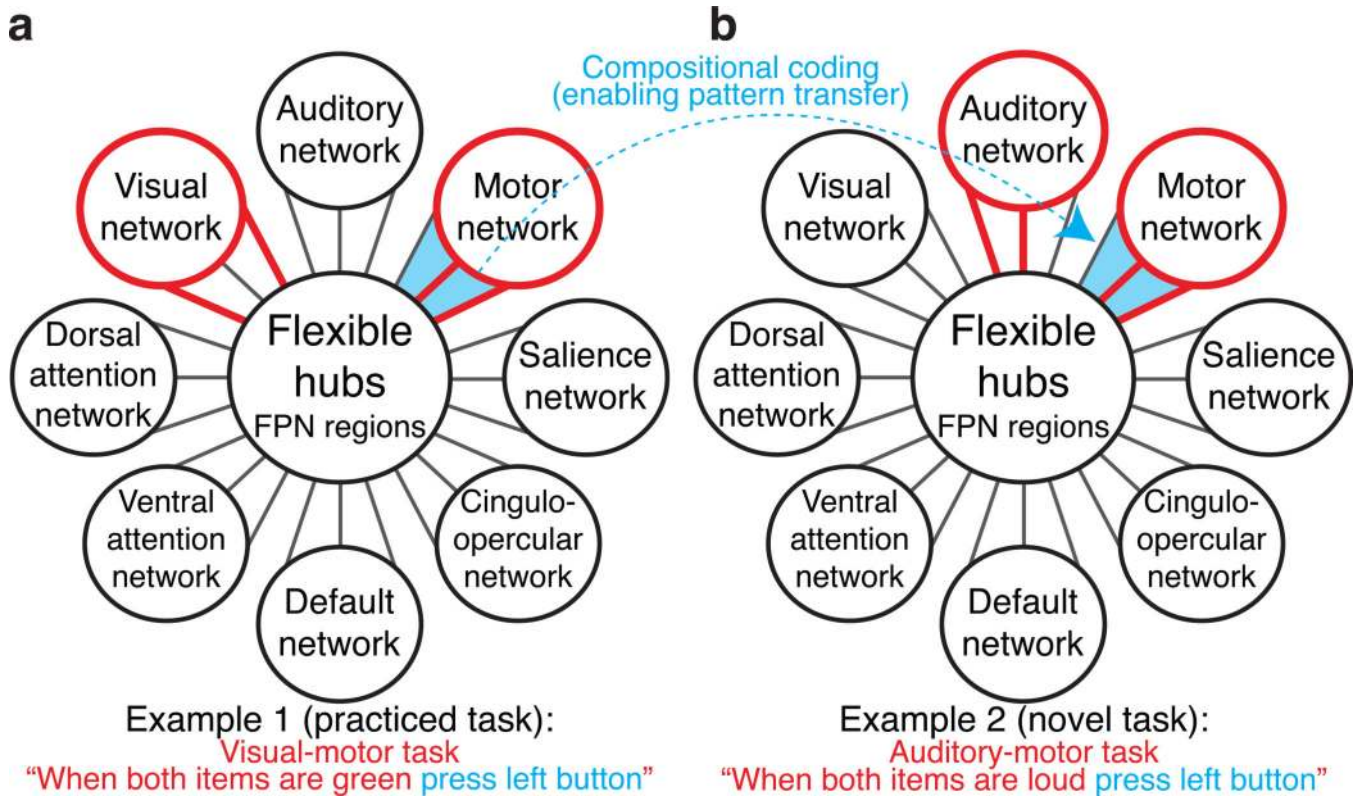 a
Auditory
network
Visual
network
Motor
network
Dorsal
attention
network
Flexible
hubs
FPN regions
Salience
network
Ventral
attention
network
Cingulo-
opercular
network
Default
network
Example 1 (practiced task):
Visual-motor task
“When both items are green press left button”
Compositional coding
(enabling pattern transfer)
b
Auditory
network
Visual
network
Motor
network
Dorsal
attention
network
Flexible
hubs
FPN regions
Salience
network
Ventral
attention
network
Cingulo-
opercular
network
Default
network
Example 2 (novel task):
Auditory-motor task
“When both items are loud press left button”